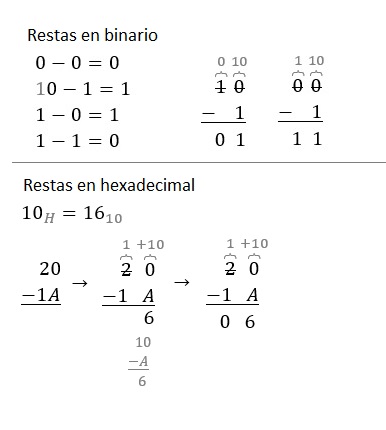 Restas en binario
0 − 0 = 0
10 − 1 = 1
1 − 0 = 1
1 − 1 = 0
0 10
1 0
− 1
0 1
1 10
0 0
− 1
1 1
Restas en hexadecimal
10H = 1610
20
−1A
→
1 +10
2 0
−1 A
6
10
−A
6
→
1 +10
2 0
−1 A
0 6